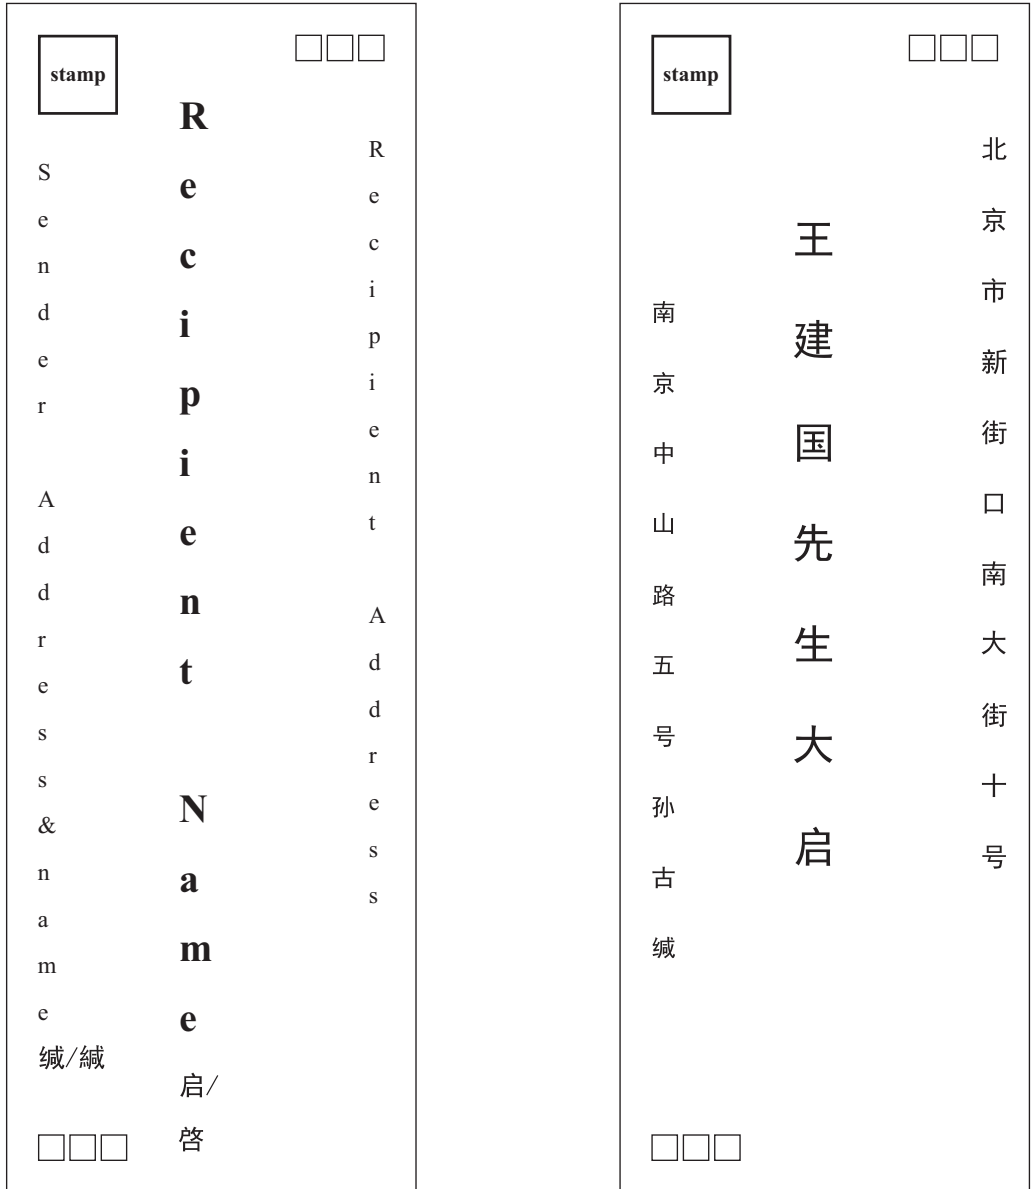 stamp
□□□
Recipient Address
Recipient Name
启/
啓
Sender Address&name
缄/緘
□□□
stamp
□□□
北京市新街口南大街十号
王建国先生大启
南京中山路五号孙古缄
□□□